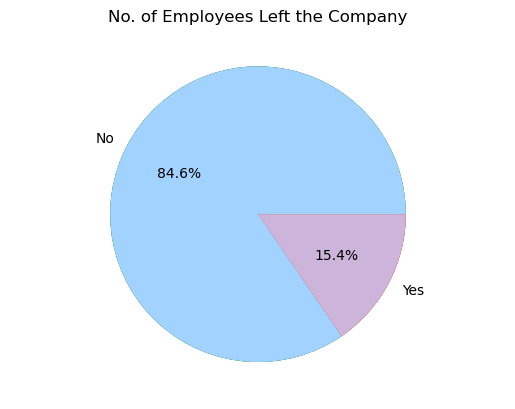 No. of Employees Left the Company
No
84.6%
15.4%
Yes